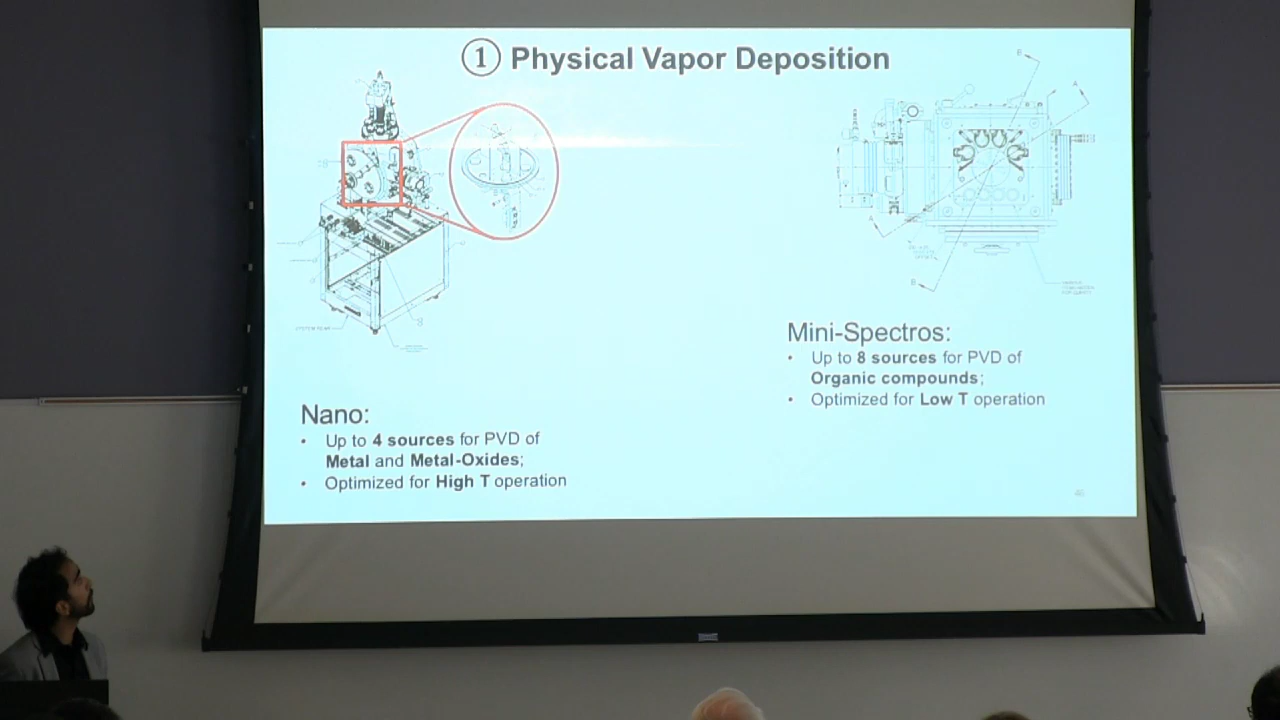 ① Physical Vapor Deposition
Nano:
• Up to 4 sources for PVD of
Metal and Metal-Oxides;
• Optimized for High T operation
Mini-Spectros:
• Up to 8 sources for PVD of
Organic compounds;
• Optimized for Low T operation